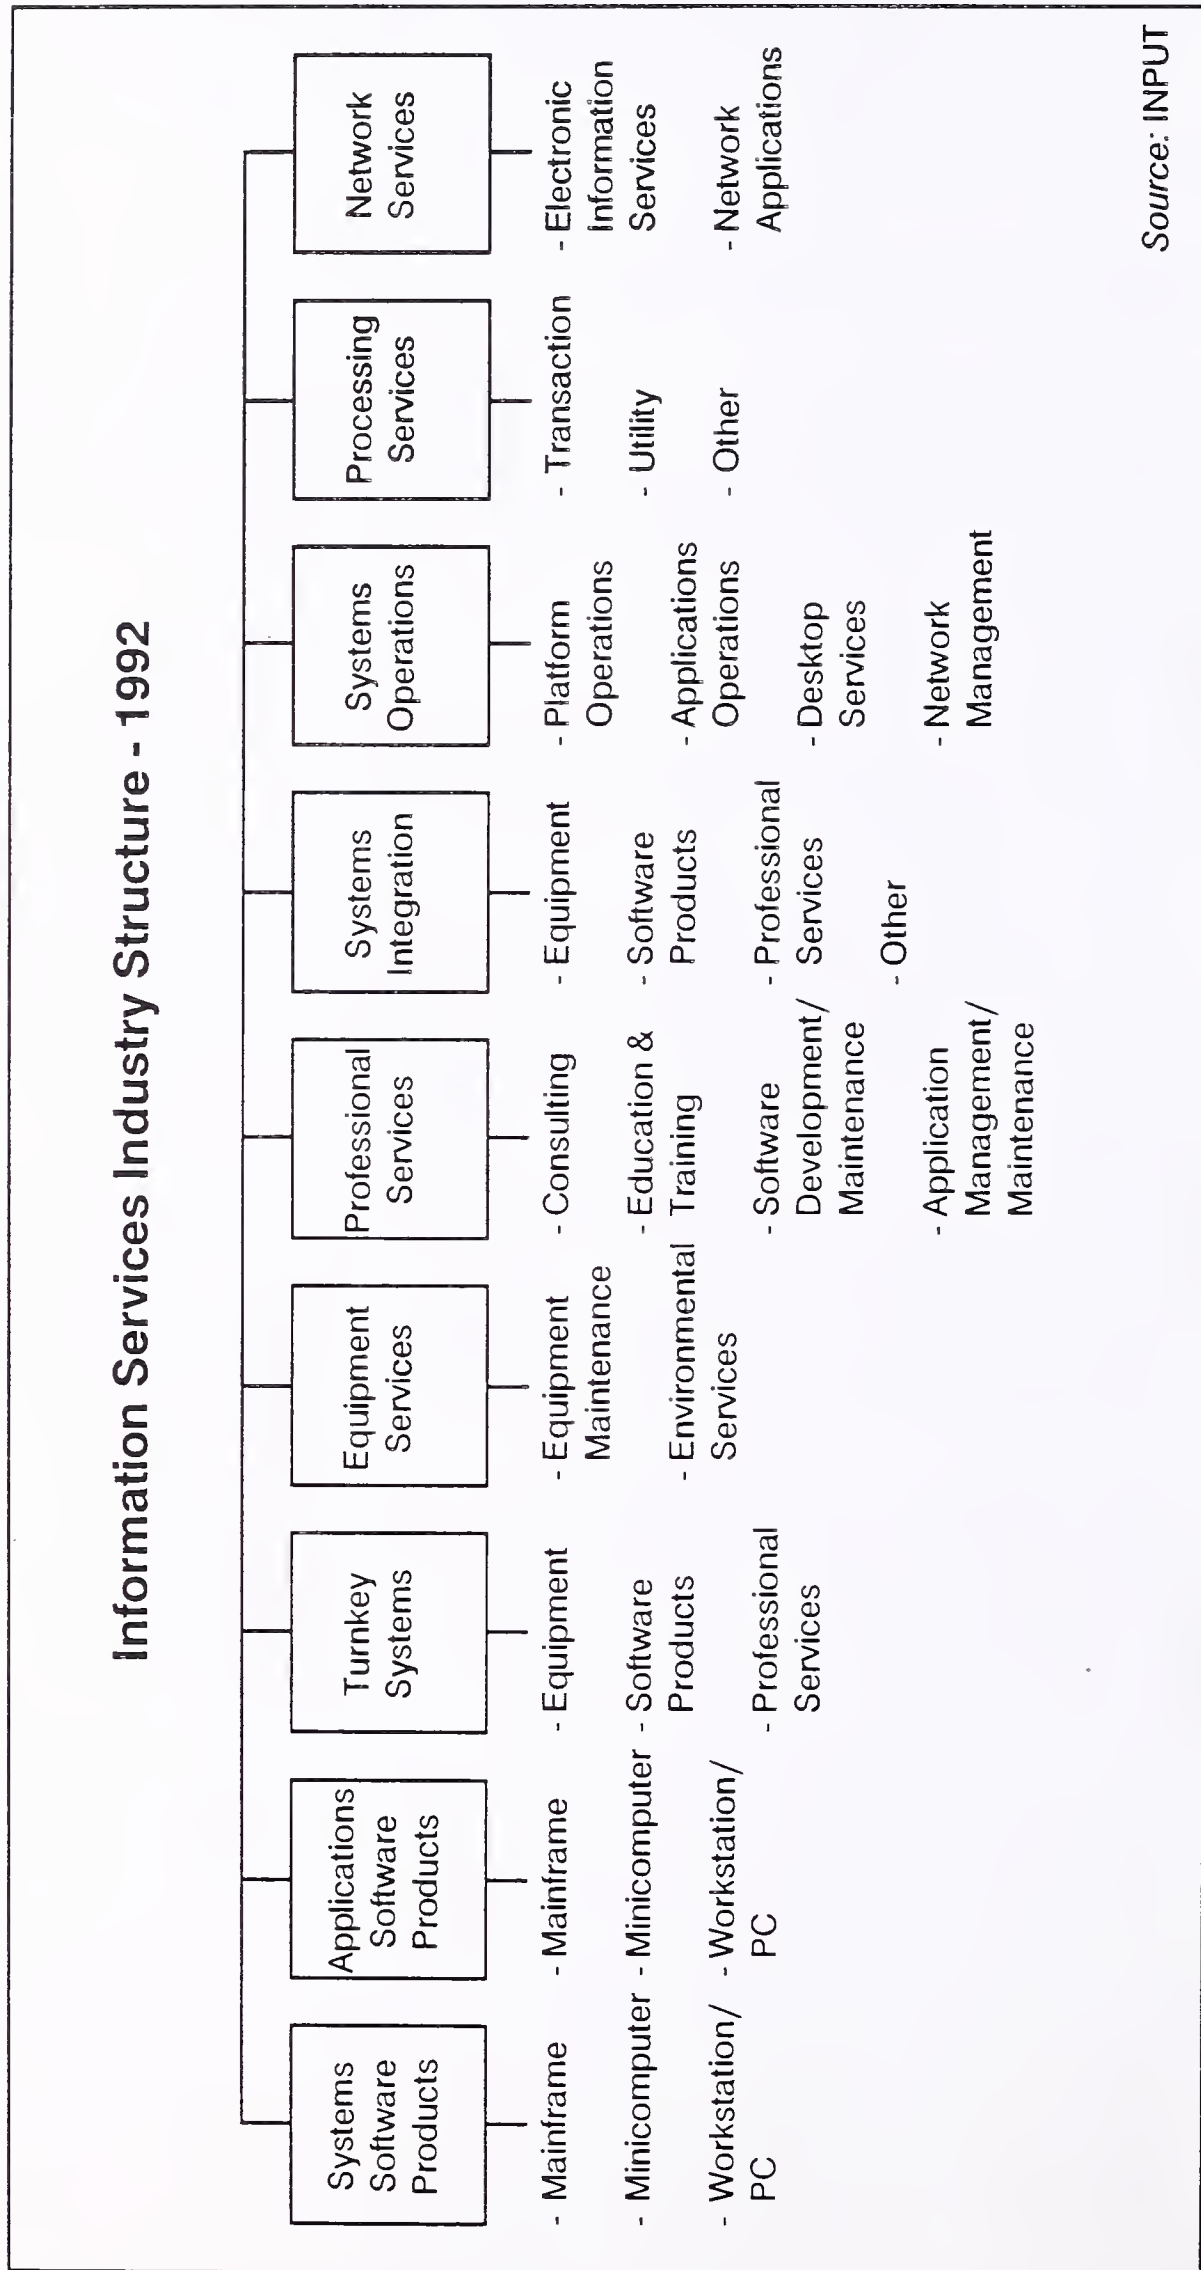 Information Services Industry Structure - 1992
Systems
Software
Products
- Mainframe
- Minicomputer
- Workstation/
PC
Applications
Software
Products
- Mainframe
- Minicomputer
- Workstation/
PC
Turnkey
Systems
- Equipment
- Software
Products
- Professional
Services
Equipment
Services
- Equipment
Maintenance
- Environmental
Services
Professional
Services
- Consulting
- Education &
Training
- Software
Development/
Maintenance
- Application
Management/
Maintenance
Systems
Integration
- Equipment
- Software
Products
- Professional
Services
- Other
Systems
Operations
- Platform
Operations
- Applications
Operations
- Desktop
Services
- Network
Management
Processing
Services
- Transaction
- Utility
- Other
Network
Services
- Electronic
Information
Services
- Network
Applications
Source: INPUT